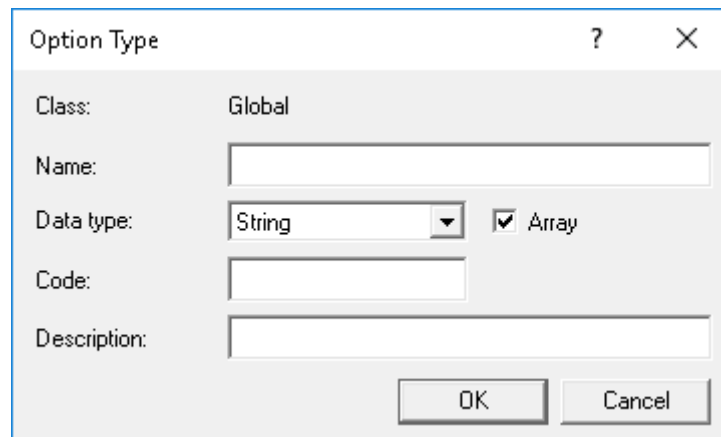 Option Type ?
Class: Global
Name:
Data type: String Array
Code:
Description:
OK Cancel